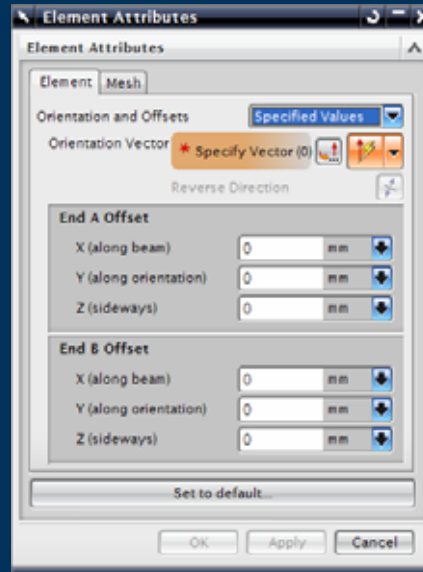 Element Attributes
Element Attributes
Element Mesh
Orientation and Offsets Specified Values
Orientation Vector * Specify Vector (0)
Reverse Direction
End A Offset
X (along beam) 0 mm
Y (along orientation) 0 mm
Z (sideways) 0 mm
End B Offset
X (along beam) 0 mm
Y (along orientation) 0 mm
Z (sideways) 0 mm
Set to default...
OK Apply Cancel